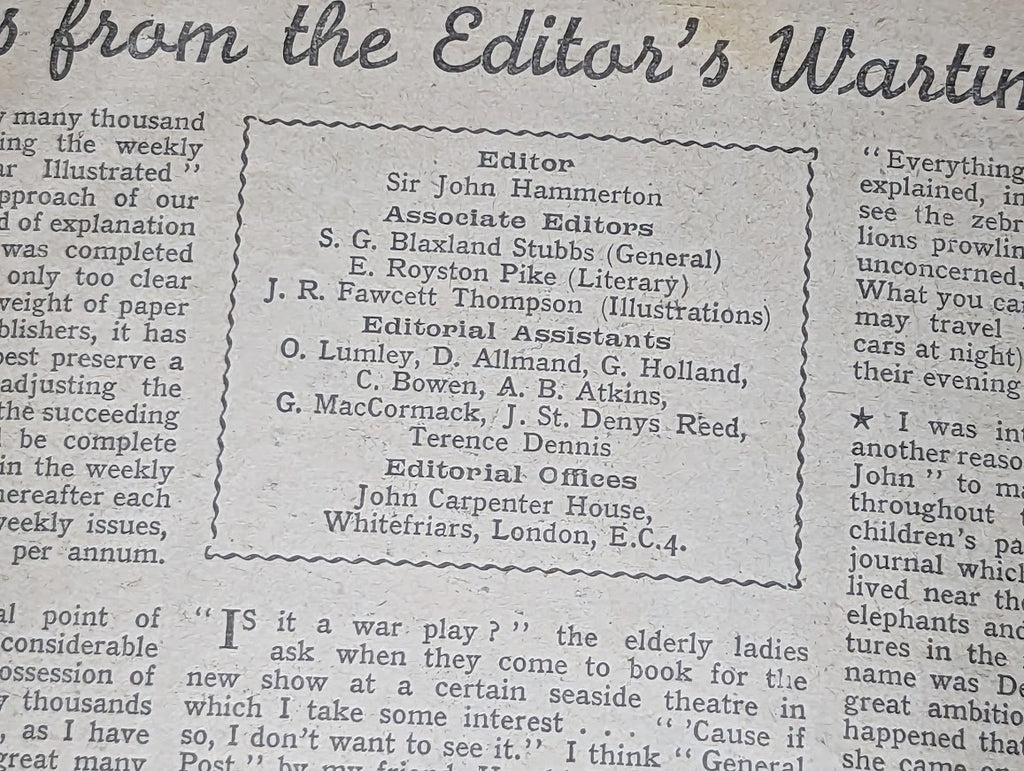 s from the Editor's Wartim
many thousand
ing the weekly
ar Illustrated"
pproach of our
d of explanation
was completed
only too clear
weight of paper
blishers, it has
best preserve a
adjusting the
the succeeding
be complete
in the weekly
hereafter each
weekly issues,
per annum.
al point of
considerable
ossession of
thousands
, as I have
great many
Editor
Sir John Hammerton
Associate Editors
S. G. Blaxland Stubbs (General)
E. Royston Pike (Literary)
J. R. Fawcett Thompson (Illustrations)
Editorial Assistants
O. Lumley, D. Allmand, G. Holland,
C. Bowen, A. B. Atkins,
G. MacCormack, J. St. Denys Reed,
Terence Dennis
Editorial Offices
John Carpenter House,
Whitefriars, London, E.C.4.
"IS it a war play?" the elderly ladies
ask when they come to book for the
new show at a certain seaside theatre in
which I take some interest . . . "'Cause if
so, I don't want to see it." I think "General
Post" by my friend
"Everything
explained, in
see the zebr
lions prowlin
unconcerned,
What you ca
may travel
cars at night)
their evening
★ I was int
another reaso
John" to ma
throughout
children's pa
journal which
lived near the
elephants and
tures in the
name was De
great ambitio
happened that
she came on